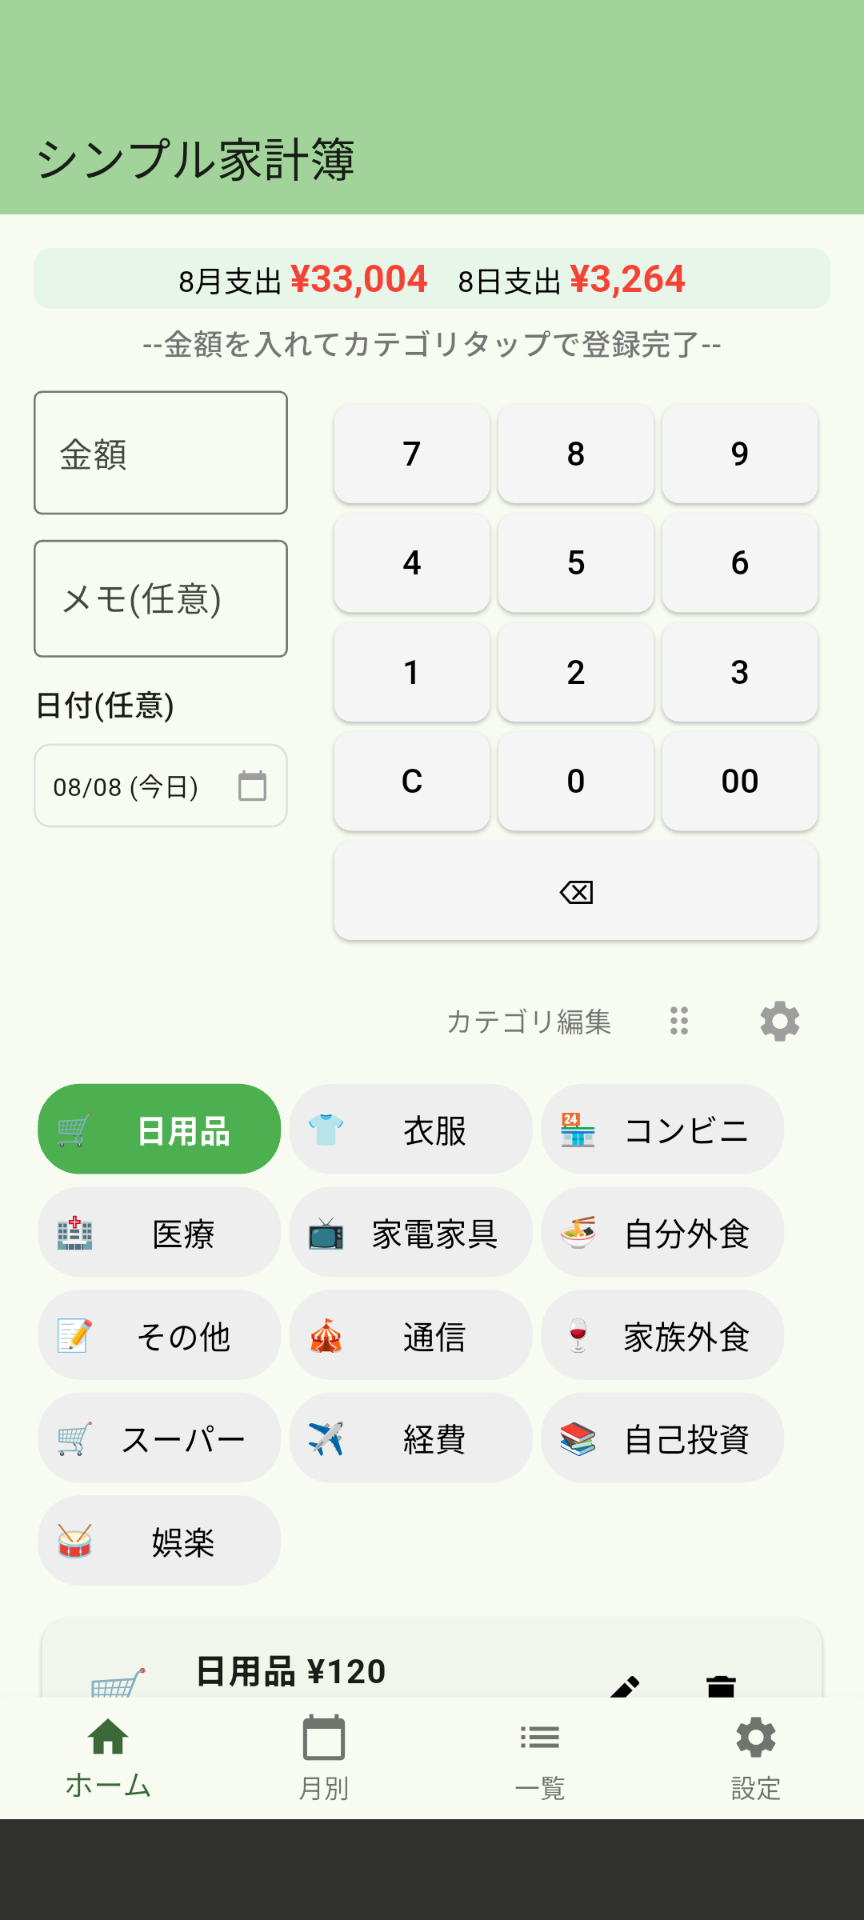 シンプル家計簿
8月支出 ¥33,004 8日支出 ¥3,264
--金額を入れてカテゴリタップで登録完了--
金額
メモ(任意)
日付(任意)
08/08 (今日)
7 8 9
4 5 6
1 2 3
C 0 00
カテゴリ編集
日用品 衣服 コンビニ
医療 家電家具 自分外食
その他 通信 家族外食
スーパー 経費 自己投資
娯楽
日用品 ¥120
ホーム 月別 一覧 設定